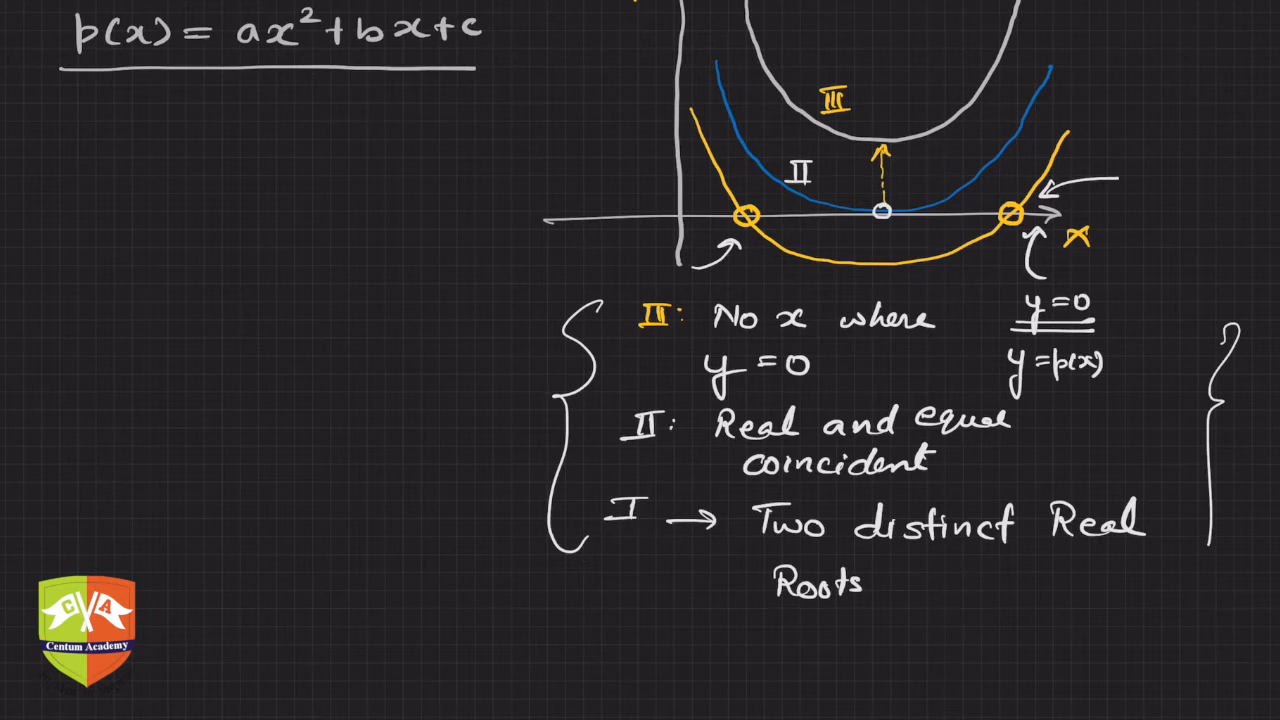 p(x) = ax²+bx+c
III
II
x
III: No x where
y = 0
y=0
y=p(x)
II: Real and equal
coincident
I → Two distinct Real
Roots
C A
Centum Academy